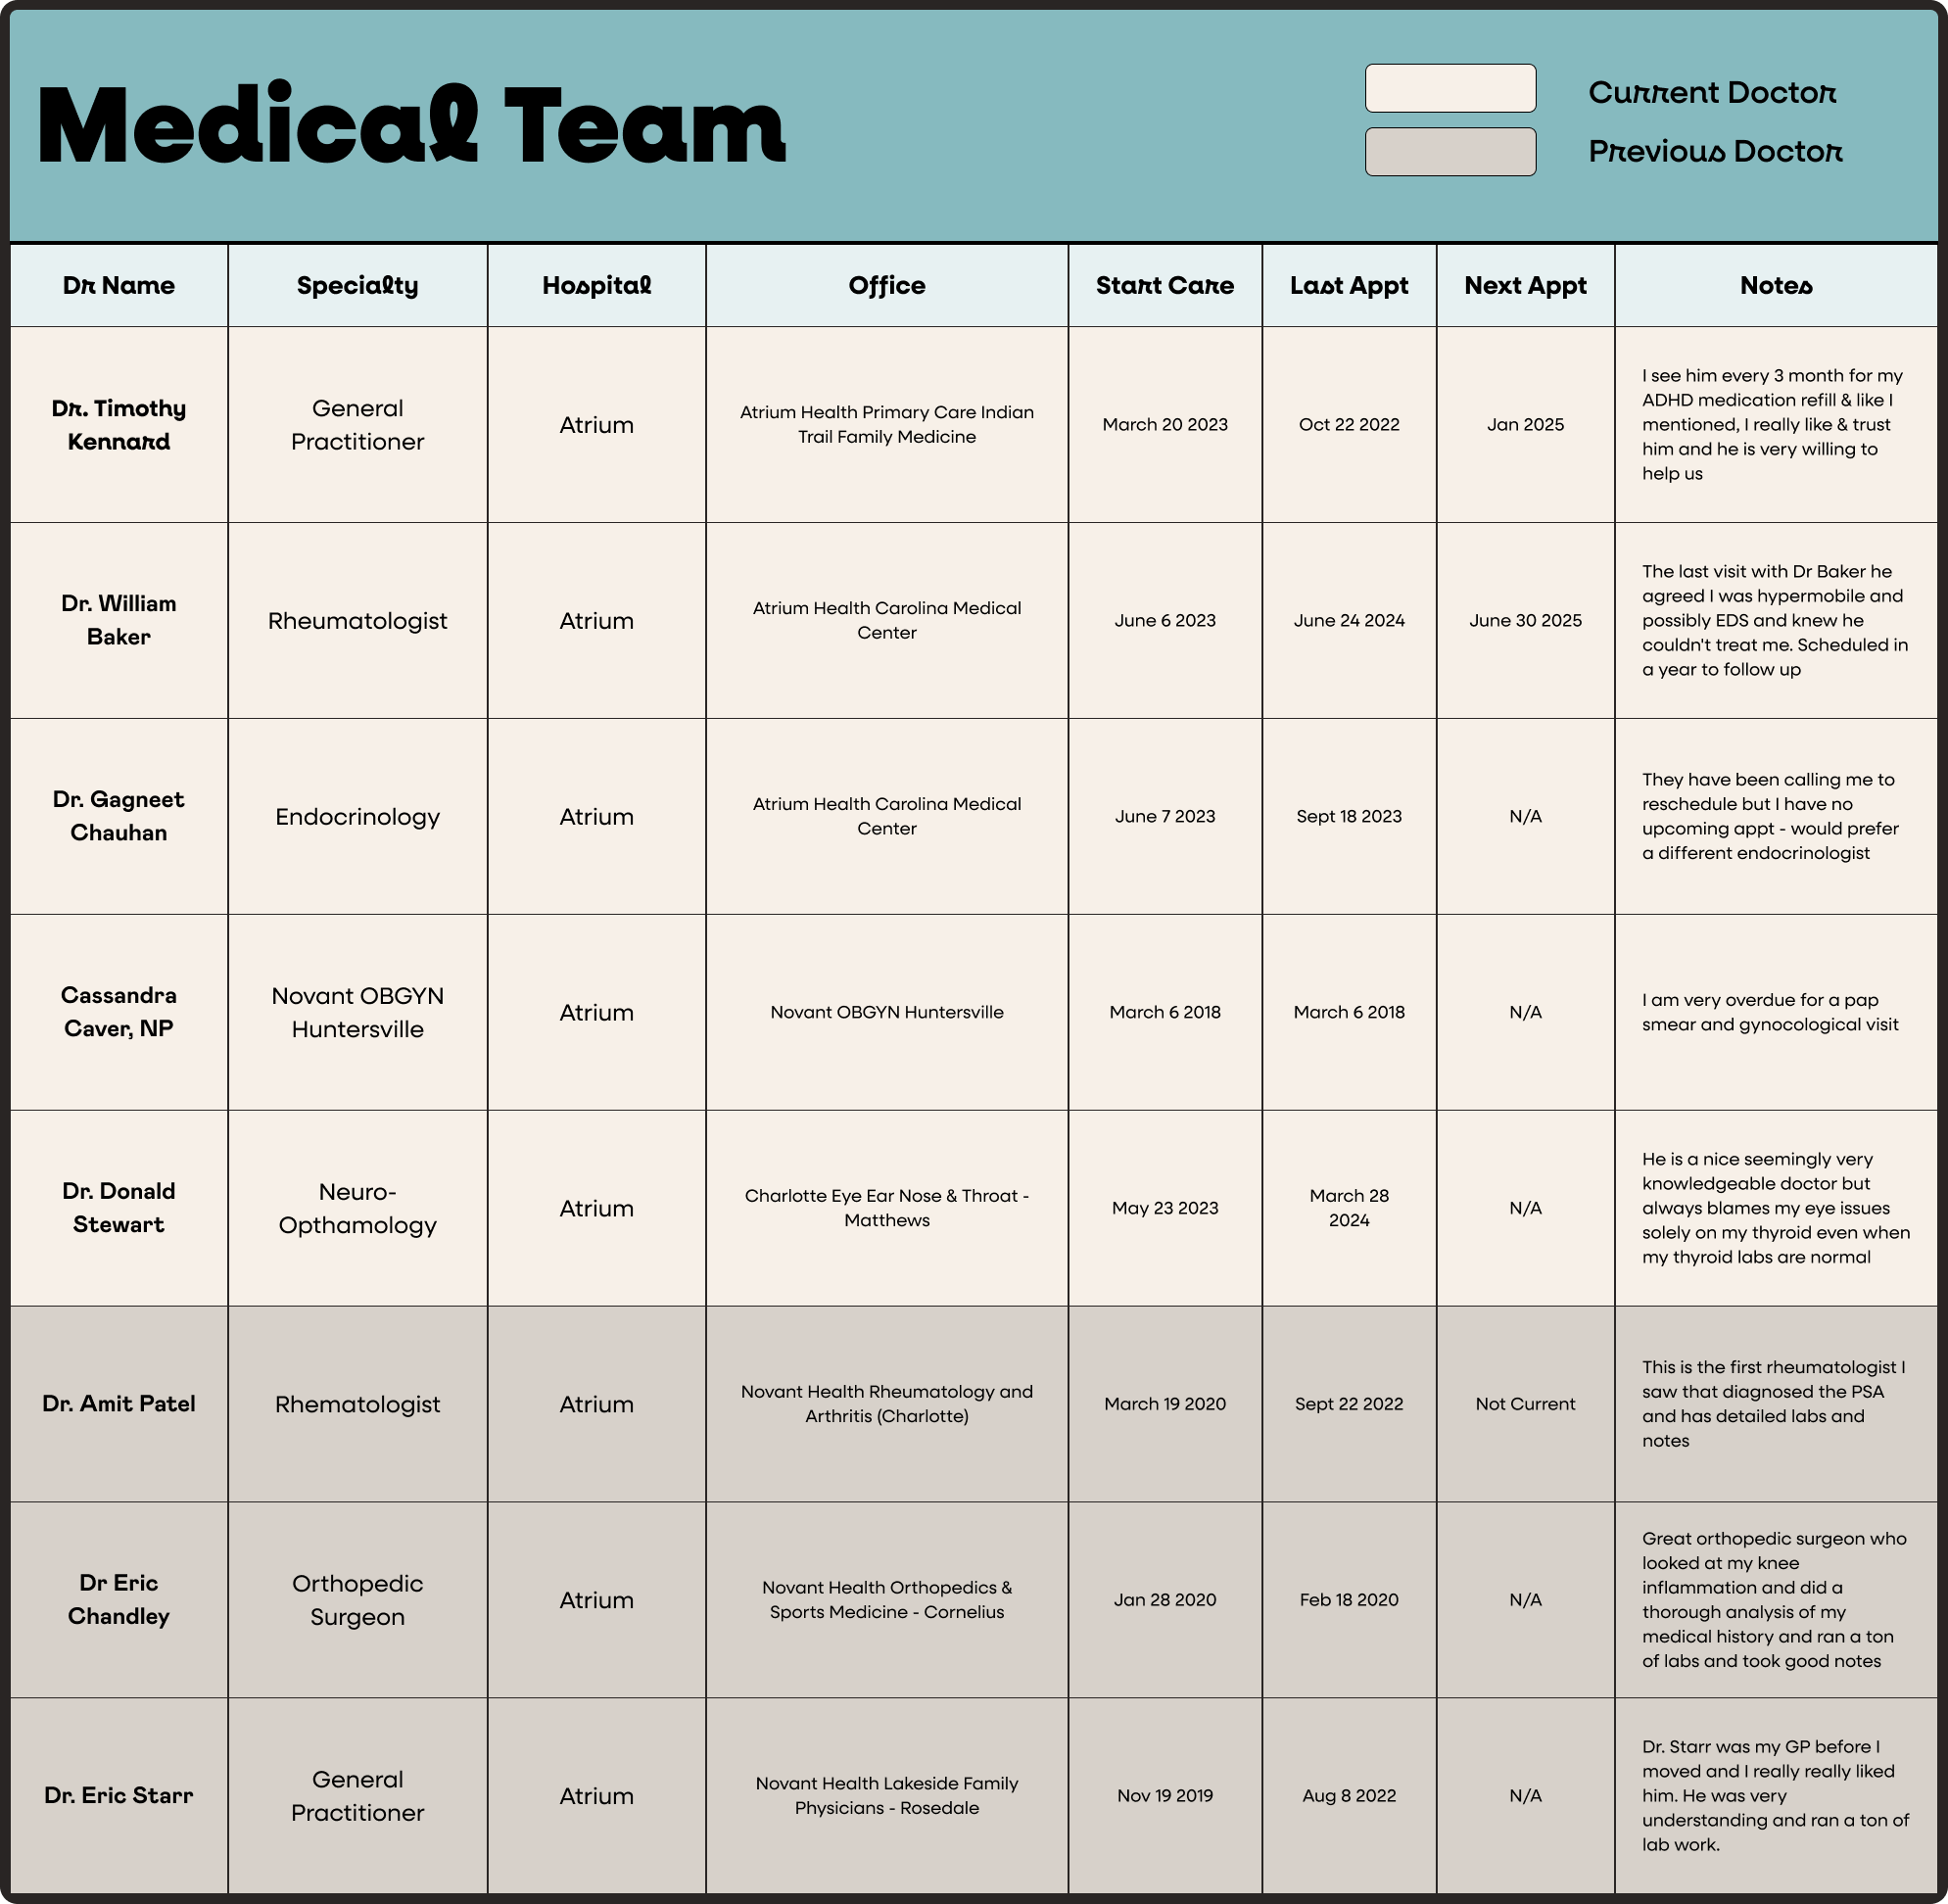 Medical Team
Current Doctor
Previous Doctor
Dr Name
Specialty
Hospital
Office
Start Care
Last Appt
Next Appt
Notes
Dr. Timothy
Kennard
General
Practitioner
Atrium
Atrium Health Primary Care Indian
Trail Family Medicine
March 20 2023
Oct 22 2022
Jan 2025
I see him every 3 month for my
ADHD medication refill & like I
mentioned, I really like & trust
him and he is very willing to
help us
Dr. William
Baker
Rheumatologist
Atrium
Atrium Health Carolina Medical
Center
June 6 2023
June 24 2024
June 30 2025
The last visit with Dr Baker he
agreed I was hypermobile and
possibly EDS and knew he
couldn't treat me. Scheduled in
a year to follow up
Dr. Gagneet
Chauhan
Endocrinology
Atrium
Atrium Health Carolina Medical
Center
June 7 2023
Sept 18 2023
N/A
They have been calling me to
reschedule but I have no
upcoming appt - would prefer
a different endocrinologist
Cassandra
Caver, NP
Novant OBGYN
Huntersville
Atrium
Novant OBGYN Huntersville
March 6 2018
March 6 2018
N/A
I am very overdue for a pap
smear and gynocological visit
Dr. Donald
Stewart
Neuro-
Opthamology
Atrium
Charlotte Eye Ear Nose & Throat -
Matthews
May 23 2023
March 28
2024
N/A
He is a nice seemingly very
knowledgeable doctor but
always blames my eye issues
solely on my thyroid even when
my thyroid labs are normal
Dr. Amit Patel
Rhematologist
Atrium
Novant Health Rheumatology and
Arthritis (Charlotte)
March 19 2020
Sept 22 2022
Not Current
This is the first rheumatologist I
saw that diagnosed the PSA
and has detailed labs and
notes
Dr Eric
Chandley
Orthopedic
Surgeon
Atrium
Novant Health Orthopedics &
Sports Medicine - Cornelius
Jan 28 2020
Feb 18 2020
N/A
Great orthopedic surgeon who
looked at my knee
inflammation and did a
thorough analysis of my
medical history and ran a ton
of labs and took good notes
Dr. Eric Starr
General
Practitioner
Atrium
Novant Health Lakeside Family
Physicians - Rosedale
Nov 19 2019
Aug 8 2022
N/A
Dr. Starr was my GP before I
moved and I really really liked
him. He was very
understanding and ran a ton of
lab work.